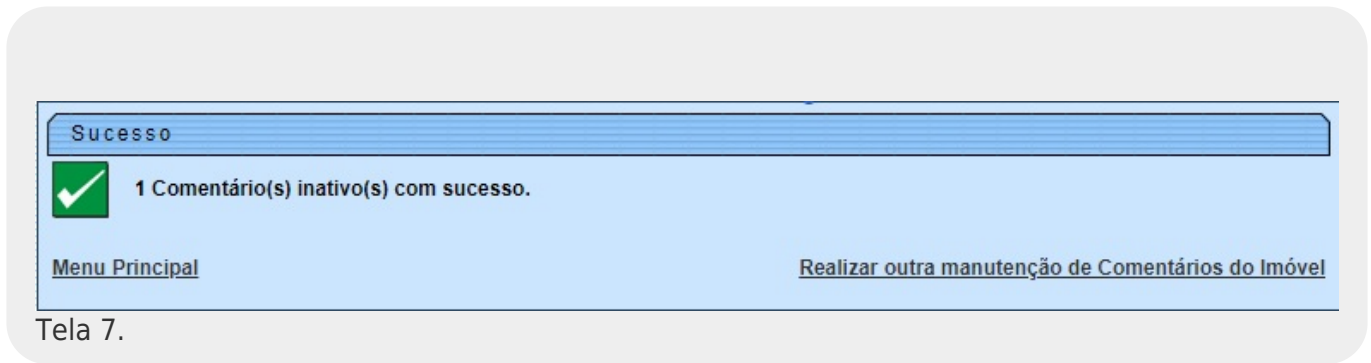 Sucesso
1 Comentário(s) inativo(s) com sucesso.
Menu Principal
Realizar outra manutenção de Comentários do Imóvel
Tela 7.